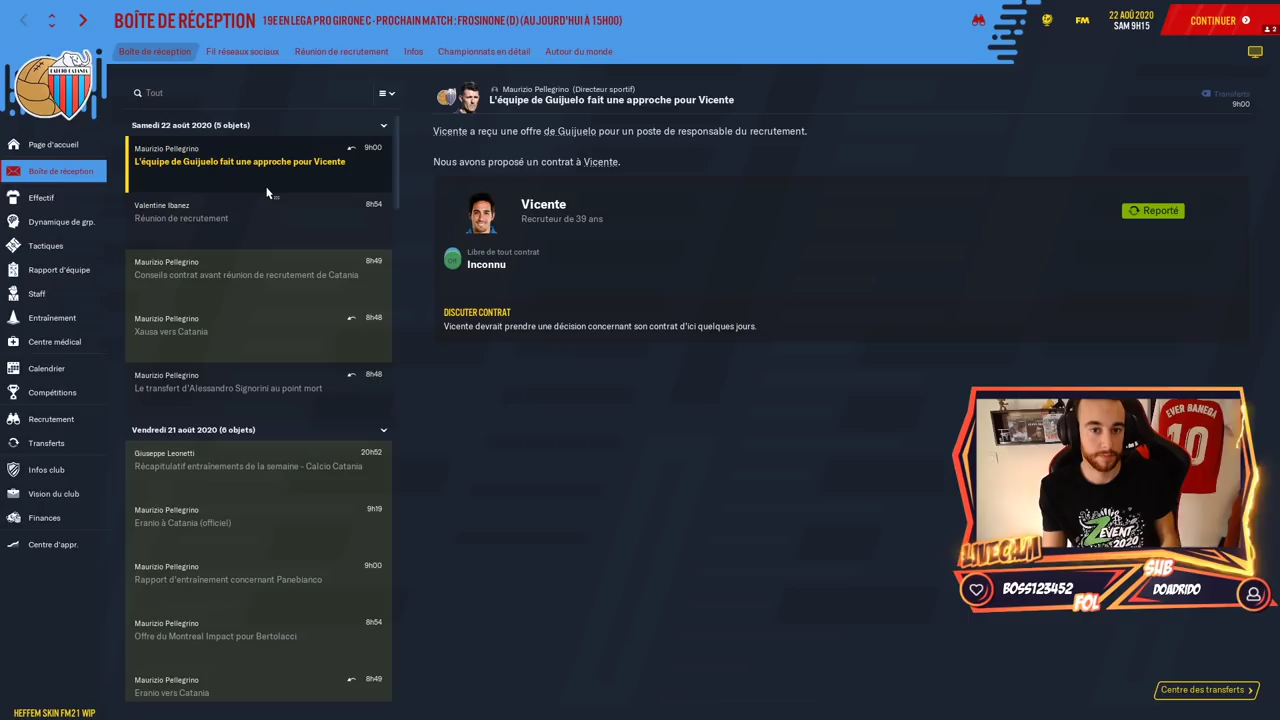 BOÎTE DE RÉCEPTION
19E EN LEGA PRO GIRONE C - PROCHAIN MATCH : FROSINONE (D) (AUJOURD'HUI À 15H00)
FM
22 AOÛ 2020
SAM 9H15
CONTINUER
2
Boîte de réception
Fil réseaux sociaux
Réunion de recrutement
Infos
Championnats en détail
Autour du monde
CALCIO CATANIA
Page d'accueil
Boîte de réception
Effectif
Dynamique de grp.
Tactiques
Rapport d'équipe
Staff
Entraînement
Centre médical
Calendrier
Compétitions
Recrutement
Transferts
Infos club
Vision du club
Finances
Centre d'appr.
HEFFEM SKIN FM21 WIP
Tout
Samedi 22 août 2020 (5 objets)
Maurizio Pellegrino 9h00
L'équipe de Guijuelo fait une approche pour Vicente
Valentine Ibanez 8h54
Réunion de recrutement
Maurizio Pellegrino 8h49
Conseils contrat avant réunion de recrutement de Catania
Maurizio Pellegrino 8h48
Xausa vers Catania
Maurizio Pellegrino 8h48
Le transfert d'Alessandro Signorini au point mort
Vendredi 21 août 2020 (6 objets)
Giuseppe Leonetti 20h52
Récapitulatif entraînements de la semaine - Calcio Catania
Maurizio Pellegrino 9h19
Eranio à Catania (officiel)
Maurizio Pellegrino 9h00
Rapport d'entraînement concernant Panebianco
Maurizio Pellegrino 8h54
Offre du Montreal Impact pour Bertolacci
Maurizio Pellegrino 8h49
Eranio vers Catania
Maurizio Pellegrino (Directeur sportif)
L'équipe de Guijuelo fait une approche pour Vicente
Transferts
9h00
Vicente a reçu une offre de Guijuelo pour un poste de responsable du recrutement.
Nous avons proposé un contrat à Vicente.
Vicente
Recruteur de 39 ans
Reporté
Libre de tout contrat
Inconnu
DISCUTER CONTRAT
Vicente devrait prendre une décision concernant son contrat d'ici quelques jours.
EVER BANEGA
10
ZEVENT
2020
LIVECAM
SUB
BOSS123452
FOL
DOADRIDO
Centre des transferts